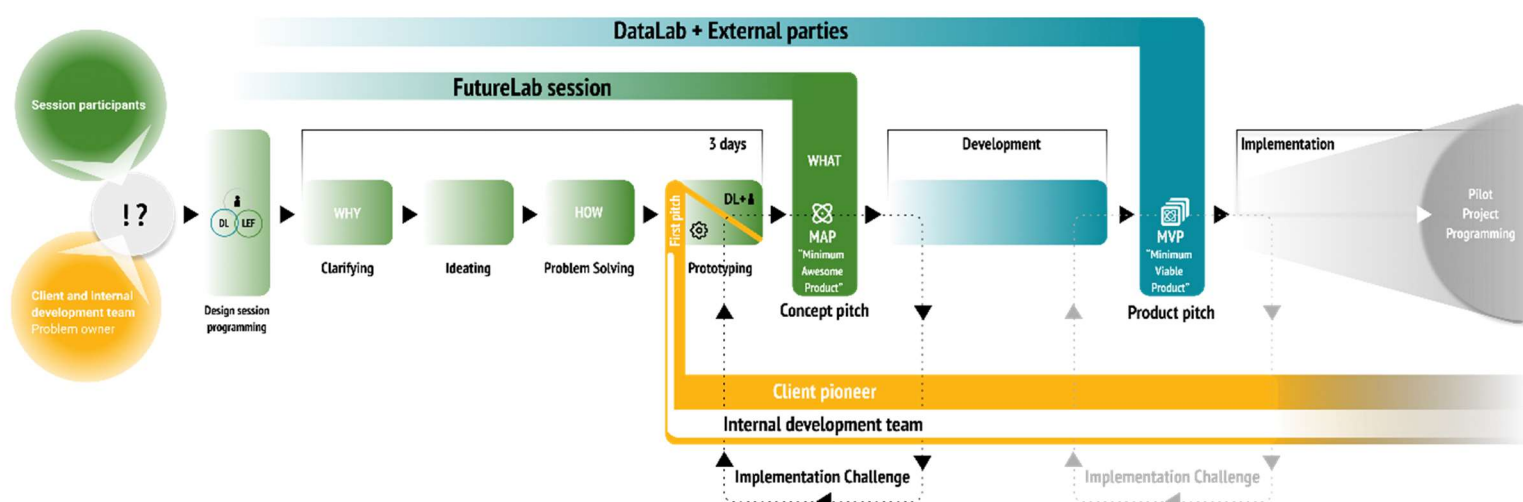 DataLab + External parties
FutureLab session
Session participants
! ?
Client and internal
development team
Problem owner
DL
LEF
Design session
programming
3 days
WHY
Clarifying
Ideating
HOW
Problem Solving
First pitch
DL+
Prototyping
WHAT
MAP
"Minimum
Awesome
Product"
Concept pitch
Development
MVP
"Minimum
Viable
Product"
Product pitch
Implementation
Pilot
Project
Programming
Client pioneer
Internal development team
Implementation Challenge
Implementation Challenge